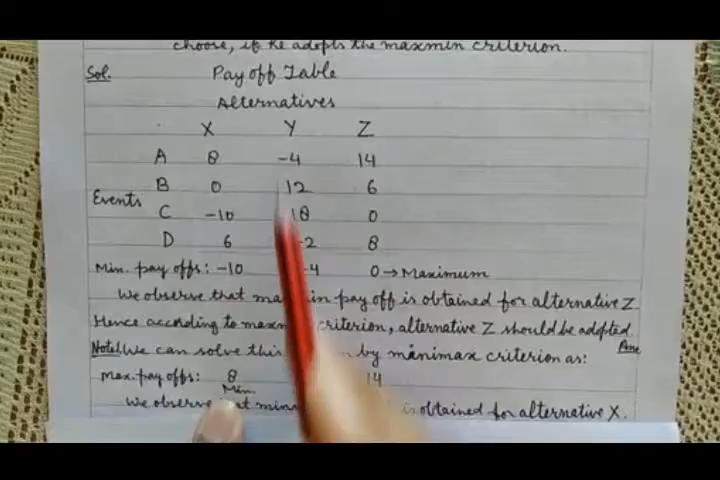 choose, if he adopts the maxmin criterion.
Sol. Pay off Table
Alternatives
X Y Z
A 8 -4 14
B 0 12 6
Events
C -10 18 0
D 6 -2 8
Min. pay offs: -10 -4 0 → Maximum
We observe that max in pay off is obtained for alternative Z.
Hence according to maxm criterion, alternative Z should be adopted.
Ans
Note!. We can solve this by minimax criterion as:
Max. pay offs: 8 14
Min.
We observe that is obtained for alternative X.